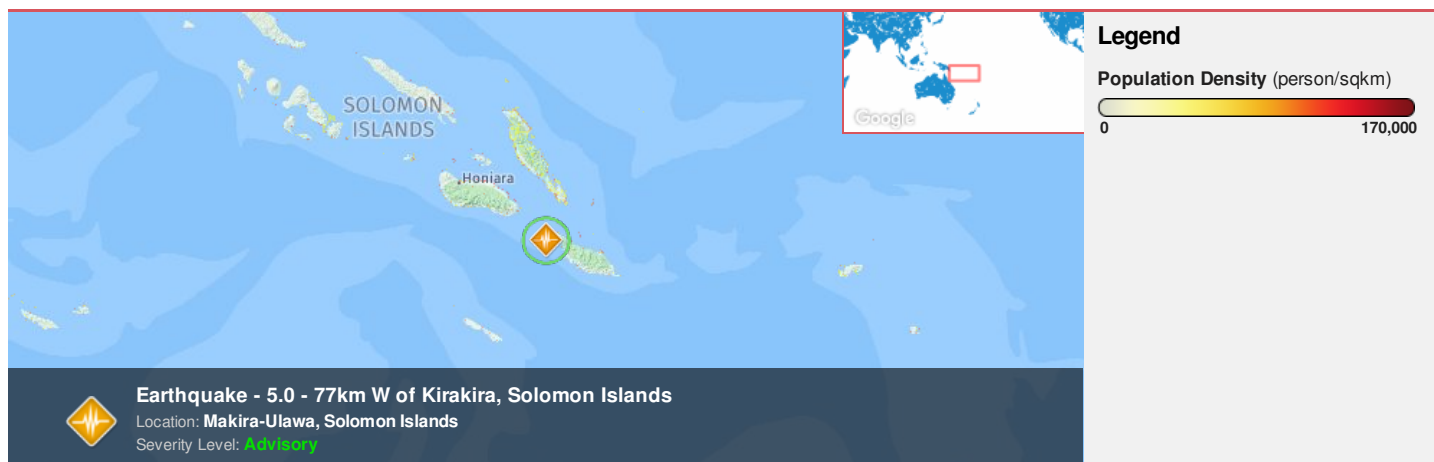 SOLOMON
ISLANDS
Honiara
Google
Legend
Population Density (person/sqkm)
0 170,000
Earthquake - 5.0 - 77km W of Kirakira, Solomon Islands
Location: Makira-Ulawa, Solomon Islands
Severity Level: Advisory